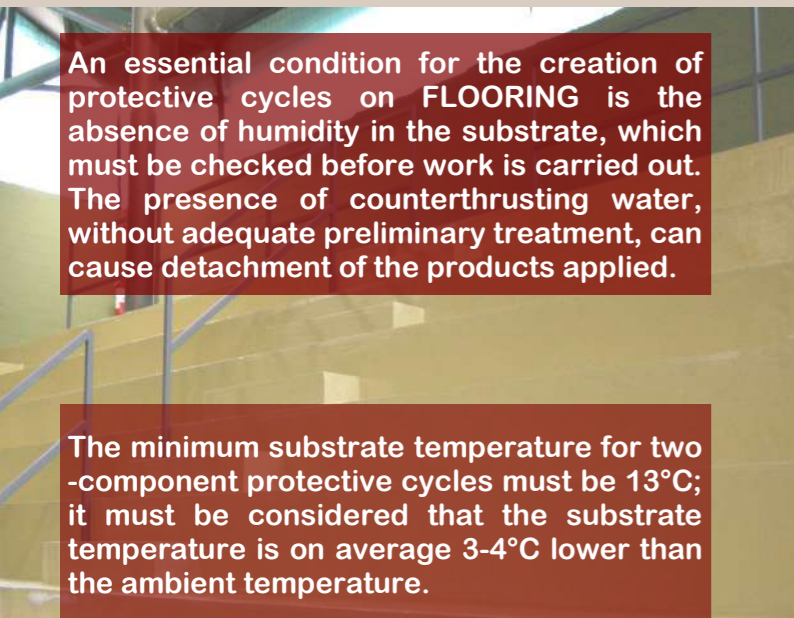 An essential condition for the creation of
protective cycles on FLOORING is the
absence of humidity in the substrate, which
must be checked before work is carried out.
The presence of counterthrusting water,
without adequate preliminary treatment, can
cause detachment of the products applied.
The minimum substrate temperature for two
-component protective cycles must be 13°C;
it must be considered that the substrate
temperature is on average 3-4°C lower than
the ambient temperature.